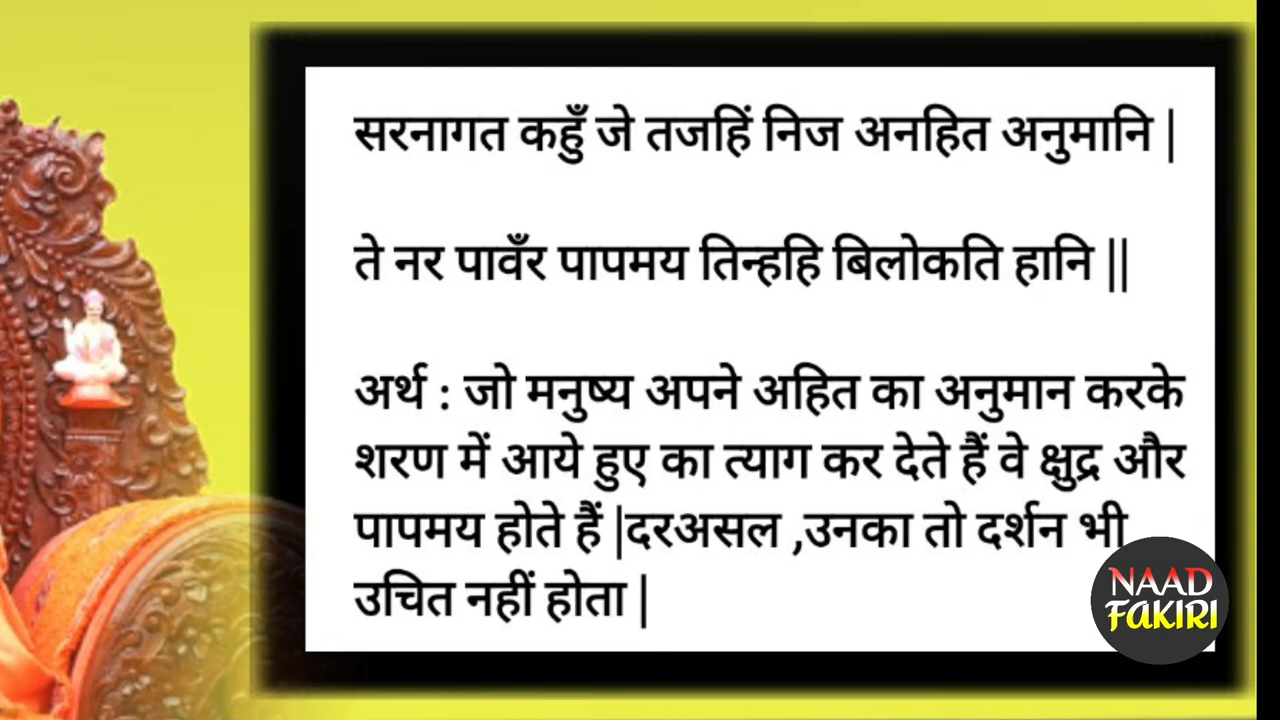 सरनागत कहुँ जे तजहिं निज अनहित अनुमानि |
ते नर पावँर पापमय तिन्हहि बिलोकति हानि ||
अर्थ : जो मनुष्य अपने अहित का अनुमान करके
शरण में आये हुए का त्याग कर देते हैं वे क्षुद्र और
पापमय होते हैं |दरअसल ,उनका तो दर्शन भी
उचित नहीं होता |
NAAD
FAKIRI